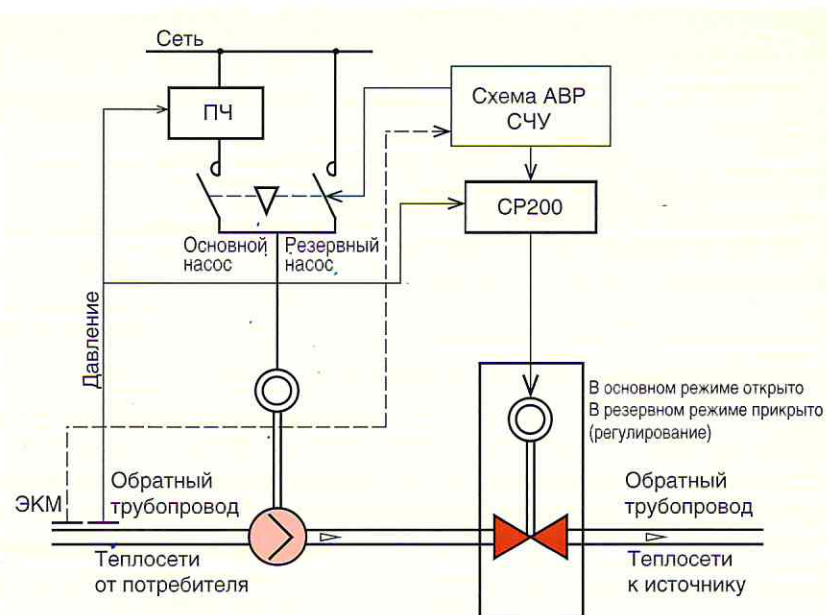 Сеть
ПЧ
Схема АВР
СЧУ
СР200
Основной
насос
Резервный
насос
Давление
В основном режиме открыто
В резервном режиме прикрыто
(регулирование)
ЭКМ
Обратный
трубопровод
Обратный
трубопровод
Теплосети
от потребителя
Теплосети
к источнику